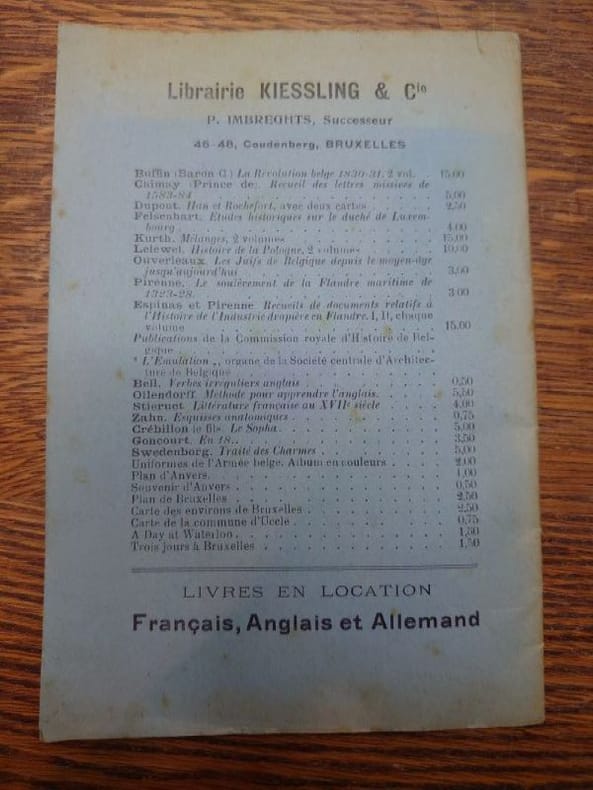 Librairie KIESSLING & Cie
P. IMBREGHTS, Successeur
46-48, Coudenberg, BRUXELLES
Buffin (Baron C.) La Révolution belge 1830-31. 2 vol. . 15,00
Chimay (Prince de). Recueil des lettres missives de
1583-84 . . . . . . . . . . . . . 5,00
Dupont. Han et Rochefort, avec deux cartes . . . . 2,50
Felsenhart. Etudes historiques sur le duché de Luxem-
bourg . . . . . . . . . . . . . 4,00
Kurth. Mélanges, 2 volumes . . . . . . . . 15,00
Lelewel. Histoire de la Pologne, 2 volumes . . . . 10,00
Ouverleaux. Les Juifs de Belgique depuis le moyen-âge
jusqu'aujourd'hui . . . . . . . . . . 3,00
Pirenne. Le soulèvement de la Flandre maritime de
1323-28 . . . . . . . . . . . . . 3,00
Espinas et Pirenne. Recueils de documents relatifs à
l'Histoire de l'Industrie drapière en Flandre. I, II, chaque
volume . . . . . . . . . . . . . 15,00
Publications de la Commission royale d'Histoire de Bel-
gique . . . . . . . . . . . . .
" L'Emulation „, organe de la Société centrale d'Architec-
ture de Belgique . . . . . . . . . .
Bell. Verbes irréguliers anglais . . . . . . . 0,50
Ollendorff. Méthode pour apprendre l'anglais. . . . 5,50
Stiernet. Littérature française au XVIIe siècle . . . 4,00
Zahn. Esquisses anatomiques . . . . . . . . 0,75
Crébillon le fils. Le Sopha . . . . . . . . 5,00
Goncourt. En 18.. . . . . . . . . . . 3,50
Swedenborg. Traité des Charmes . . . . . . . 5,00
Uniformes de l'Armée belge. Album en couleurs . . . . 2,00
Plan d'Anvers . . . . . . . . . . . 1,00
Souvenir d'Anvers . . . . . . . . . . 0,50
Plan de Bruxelles . . . . . . . . . . 2,50
Carte des environs de Bruxelles . . . . . . . 2,50
Carte de la commune d'Uccle . . . . . . . . 0,75
A Day at Waterloo . . . . . . . . . . 1,50
Trois jours à Bruxelles . . . . . . . . . 1,50
LIVRES EN LOCATION
Français, Anglais et Allemand